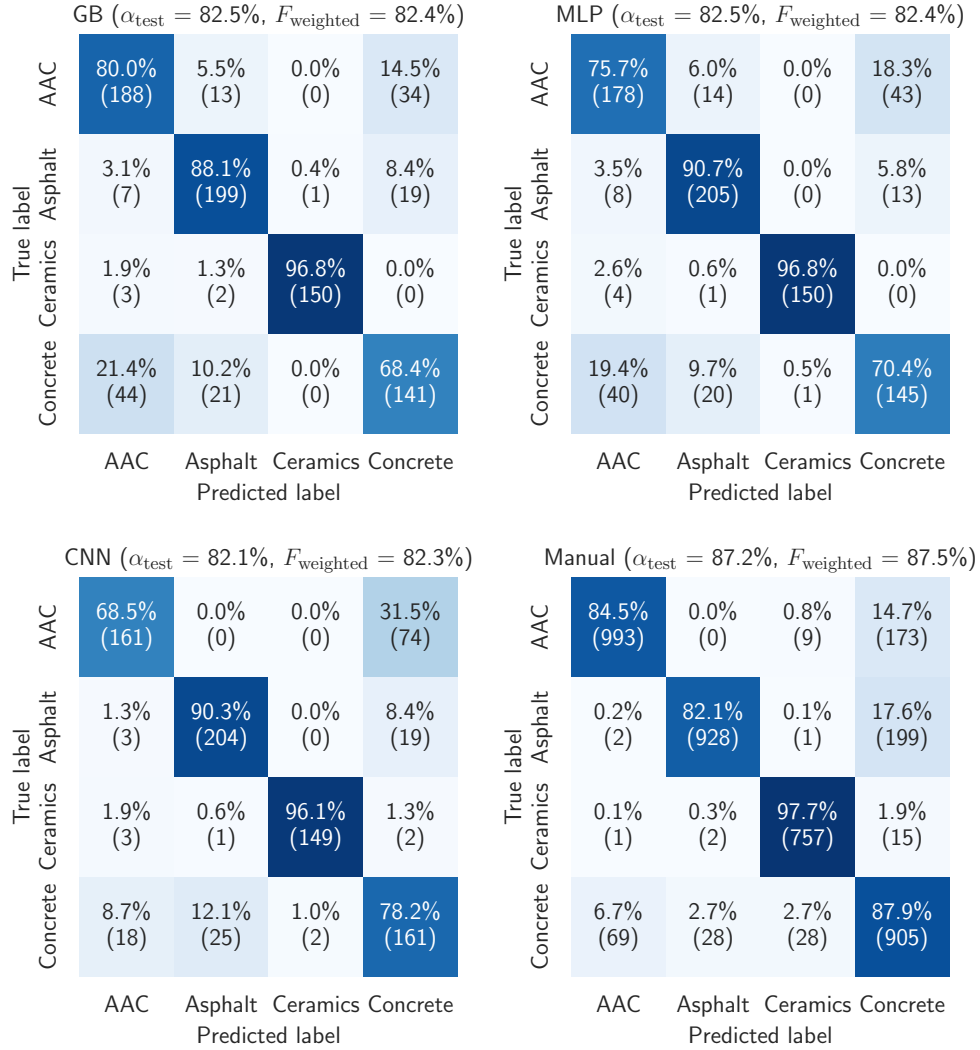 GB (α_test = 82.5%, F_weighted = 82.4%)
True label
AAC
80.0% 5.5% 0.0% 14.5%
(188) (13) (0) (34)
Asphalt
3.1% 88.1% 0.4% 8.4%
(7) (199) (1) (19)
Ceramics
1.9% 1.3% 96.8% 0.0%
(3) (2) (150) (0)
Concrete
21.4% 10.2% 0.0% 68.4%
(44) (21) (0) (141)
AAC Asphalt Ceramics Concrete
Predicted label
MLP (α_test = 82.5%, F_weighted = 82.4%)
True label
AAC
75.7% 6.0% 0.0% 18.3%
(178) (14) (0) (43)
Asphalt
3.5% 90.7% 0.0% 5.8%
(8) (205) (0) (13)
Ceramics
2.6% 0.6% 96.8% 0.0%
(4) (1) (150) (0)
Concrete
19.4% 9.7% 0.5% 70.4%
(40) (20) (1) (145)
AAC Asphalt Ceramics Concrete
Predicted label
CNN (α_test = 82.1%, F_weighted = 82.3%)
True label
AAC
68.5% 0.0% 0.0% 31.5%
(161) (0) (0) (74)
Asphalt
1.3% 90.3% 0.0% 8.4%
(3) (204) (0) (19)
Ceramics
1.9% 0.6% 96.1% 1.3%
(3) (1) (149) (2)
Concrete
8.7% 12.1% 1.0% 78.2%
(18) (25) (2) (161)
AAC Asphalt Ceramics Concrete
Predicted label
Manual (α_test = 87.2%, F_weighted = 87.5%)
True label
AAC
84.5% 0.0% 0.8% 14.7%
(993) (0) (9) (173)
Asphalt
0.2% 82.1% 0.1% 17.6%
(2) (928) (1) (199)
Ceramics
0.1% 0.3% 97.7% 1.9%
(1) (2) (757) (15)
Concrete
6.7% 2.7% 2.7% 87.9%
(69) (28) (28) (905)
AAC Asphalt Ceramics Concrete
Predicted label